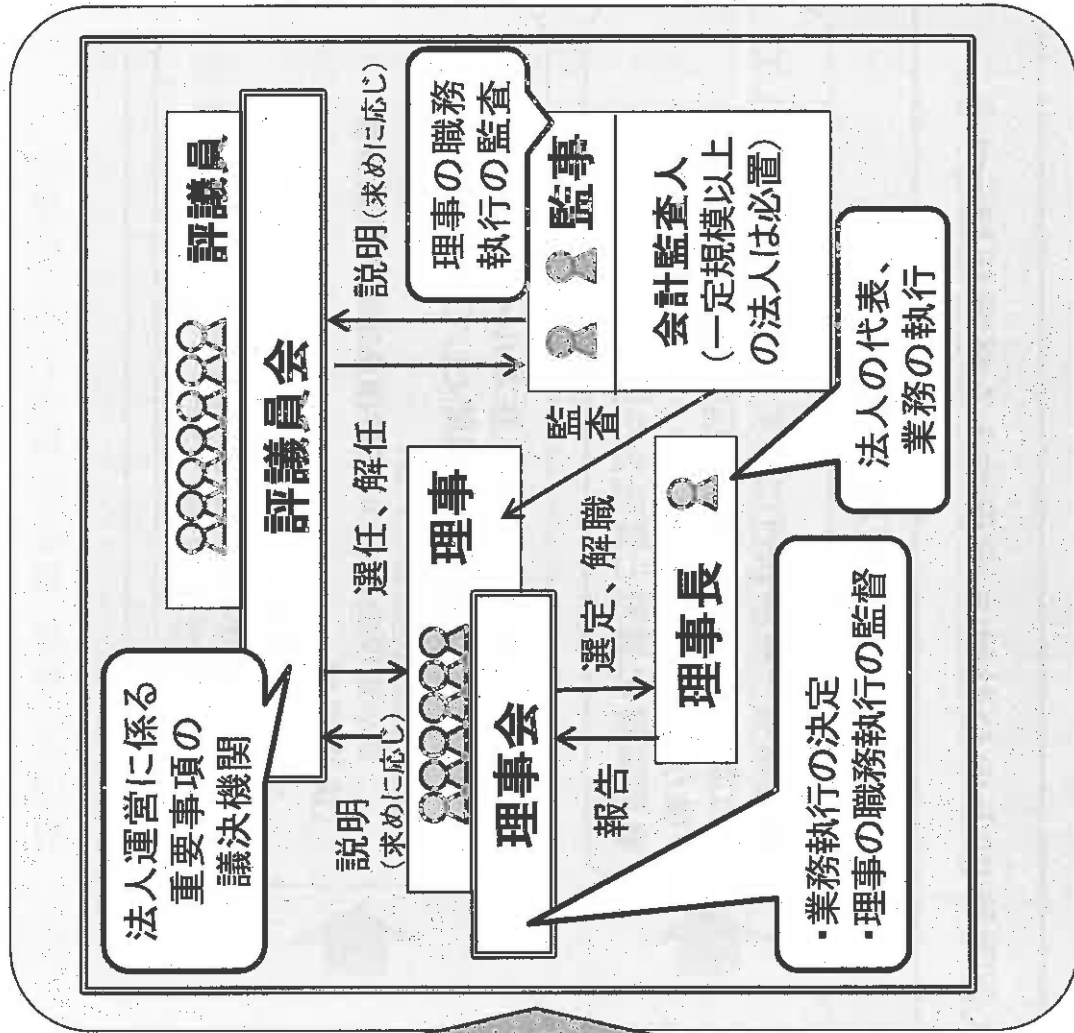 評議員
評議員会
法人運営に係る
重要事項の
議決機関
説明
(求めに応じ)
選任、解任
説明(求めに応じ)
理事
理事会
監査
理事の職務
執行の監査
監事
会計監査人
(一定規模以上
の法人は必置)
報告
選定、解職
理事長
・業務執行の決定
・理事の職務執行の監督
法人の代表、
業務の執行